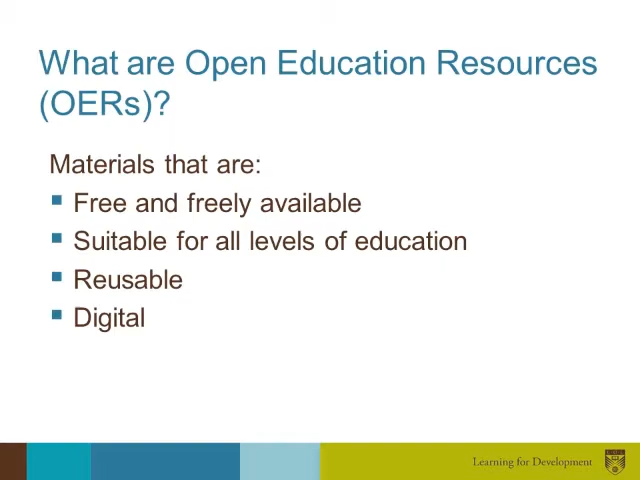 What are Open Education Resources
(OERs)?
Materials that are:
Free and freely available
Suitable for all levels of education
Reusable
Digital
Learning for Development